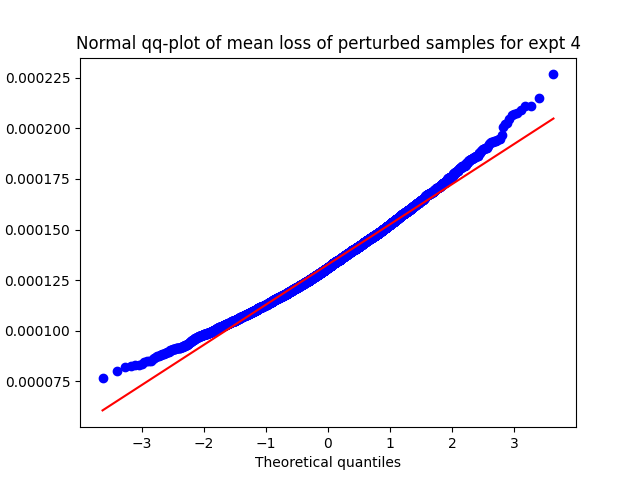 Normal qq-plot of mean loss of perturbed samples for expt 4
0.000225
0.000200
0.000175
0.000150
0.000125
0.000100
0.000075
−3 −2 −1 0 1 2 3
Theoretical quantiles